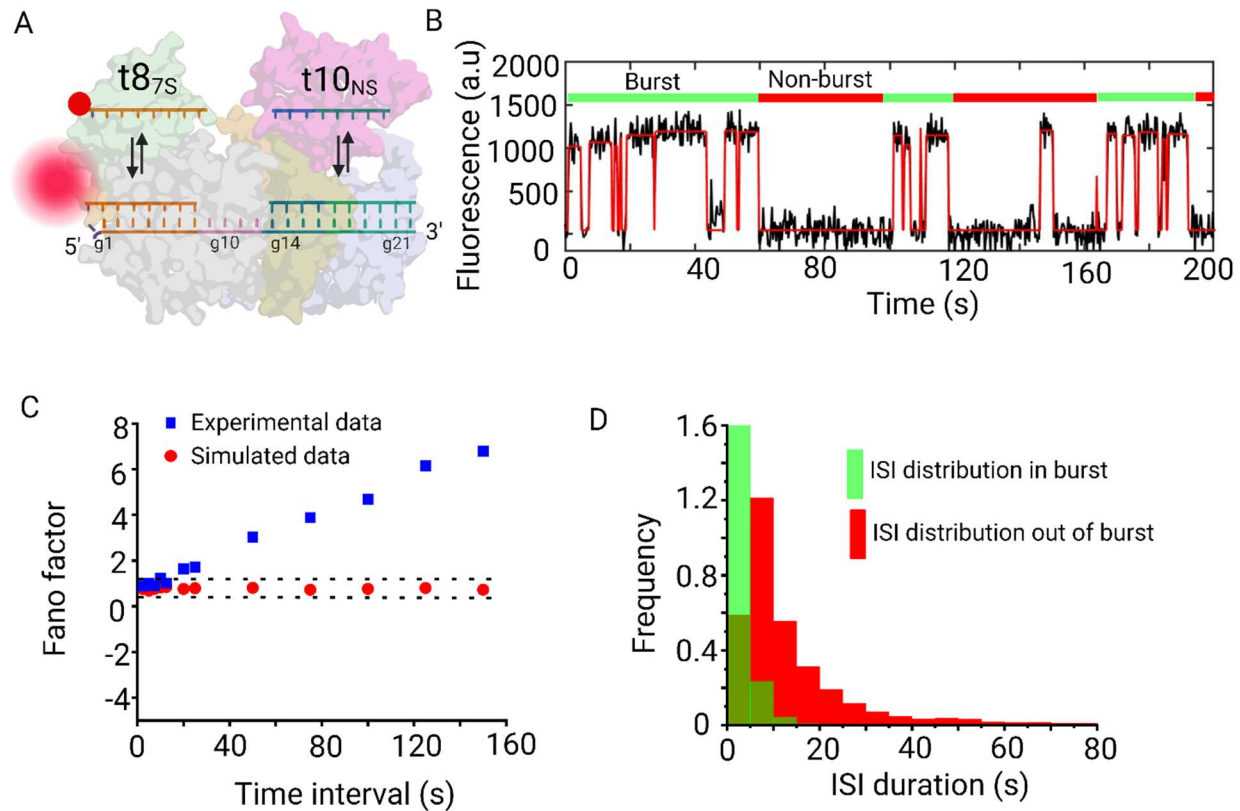 A
t8₇S
t10NS
5'
g1
g10
g14
g21
3'
B
Fluorescence (a.u)
2000
1500
1000
500
0
Burst
Non-burst
0
40
80
120
160
200
Time (s)
C
Fano factor
8
6
4
2
0
-2
-4
Experimental data
Simulated data
0
40
80
120
160
Time interval (s)
D
Frequency
1.6
1.2
0.8
0.4
0
ISI distribution in burst
ISI distribution out of burst
0
20
40
60
80
ISI duration (s)